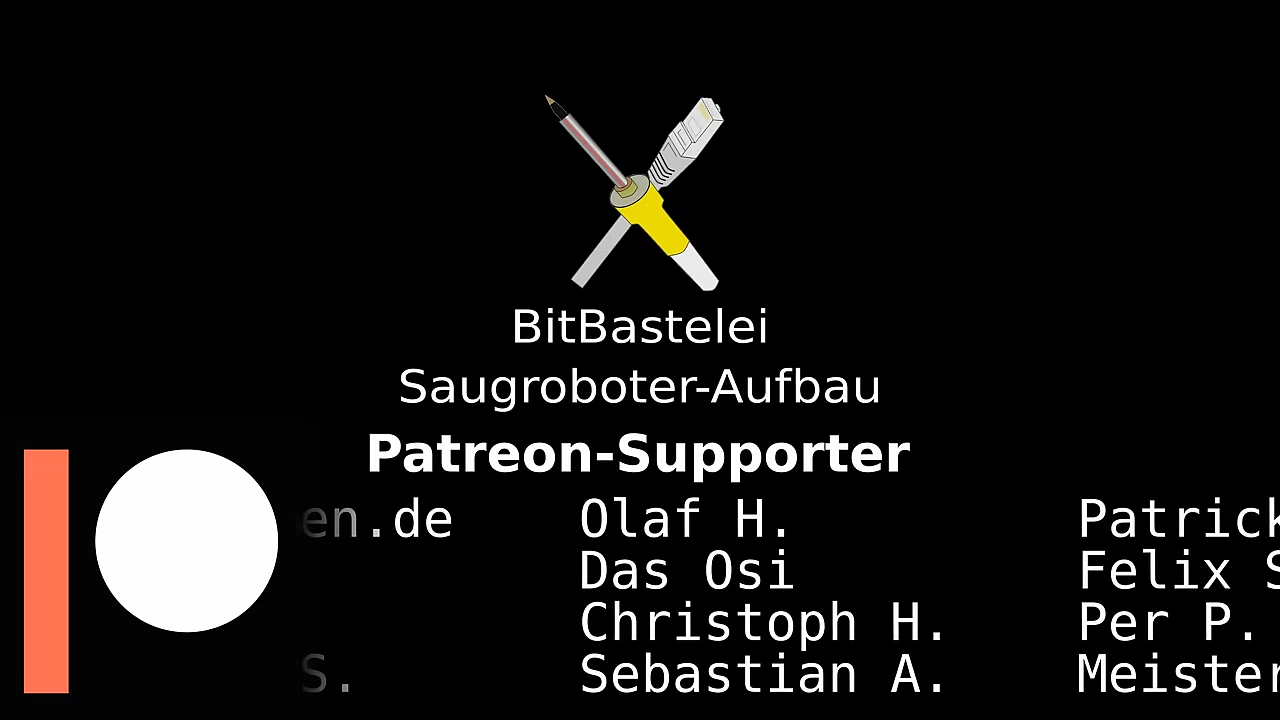 BitBastelei
Saugroboter-Aufbau
Patreon-Supporter
en.de Olaf H. Patrick
Das Osi Felix S
Christoph H. Per P.
S. Sebastian A. Meister